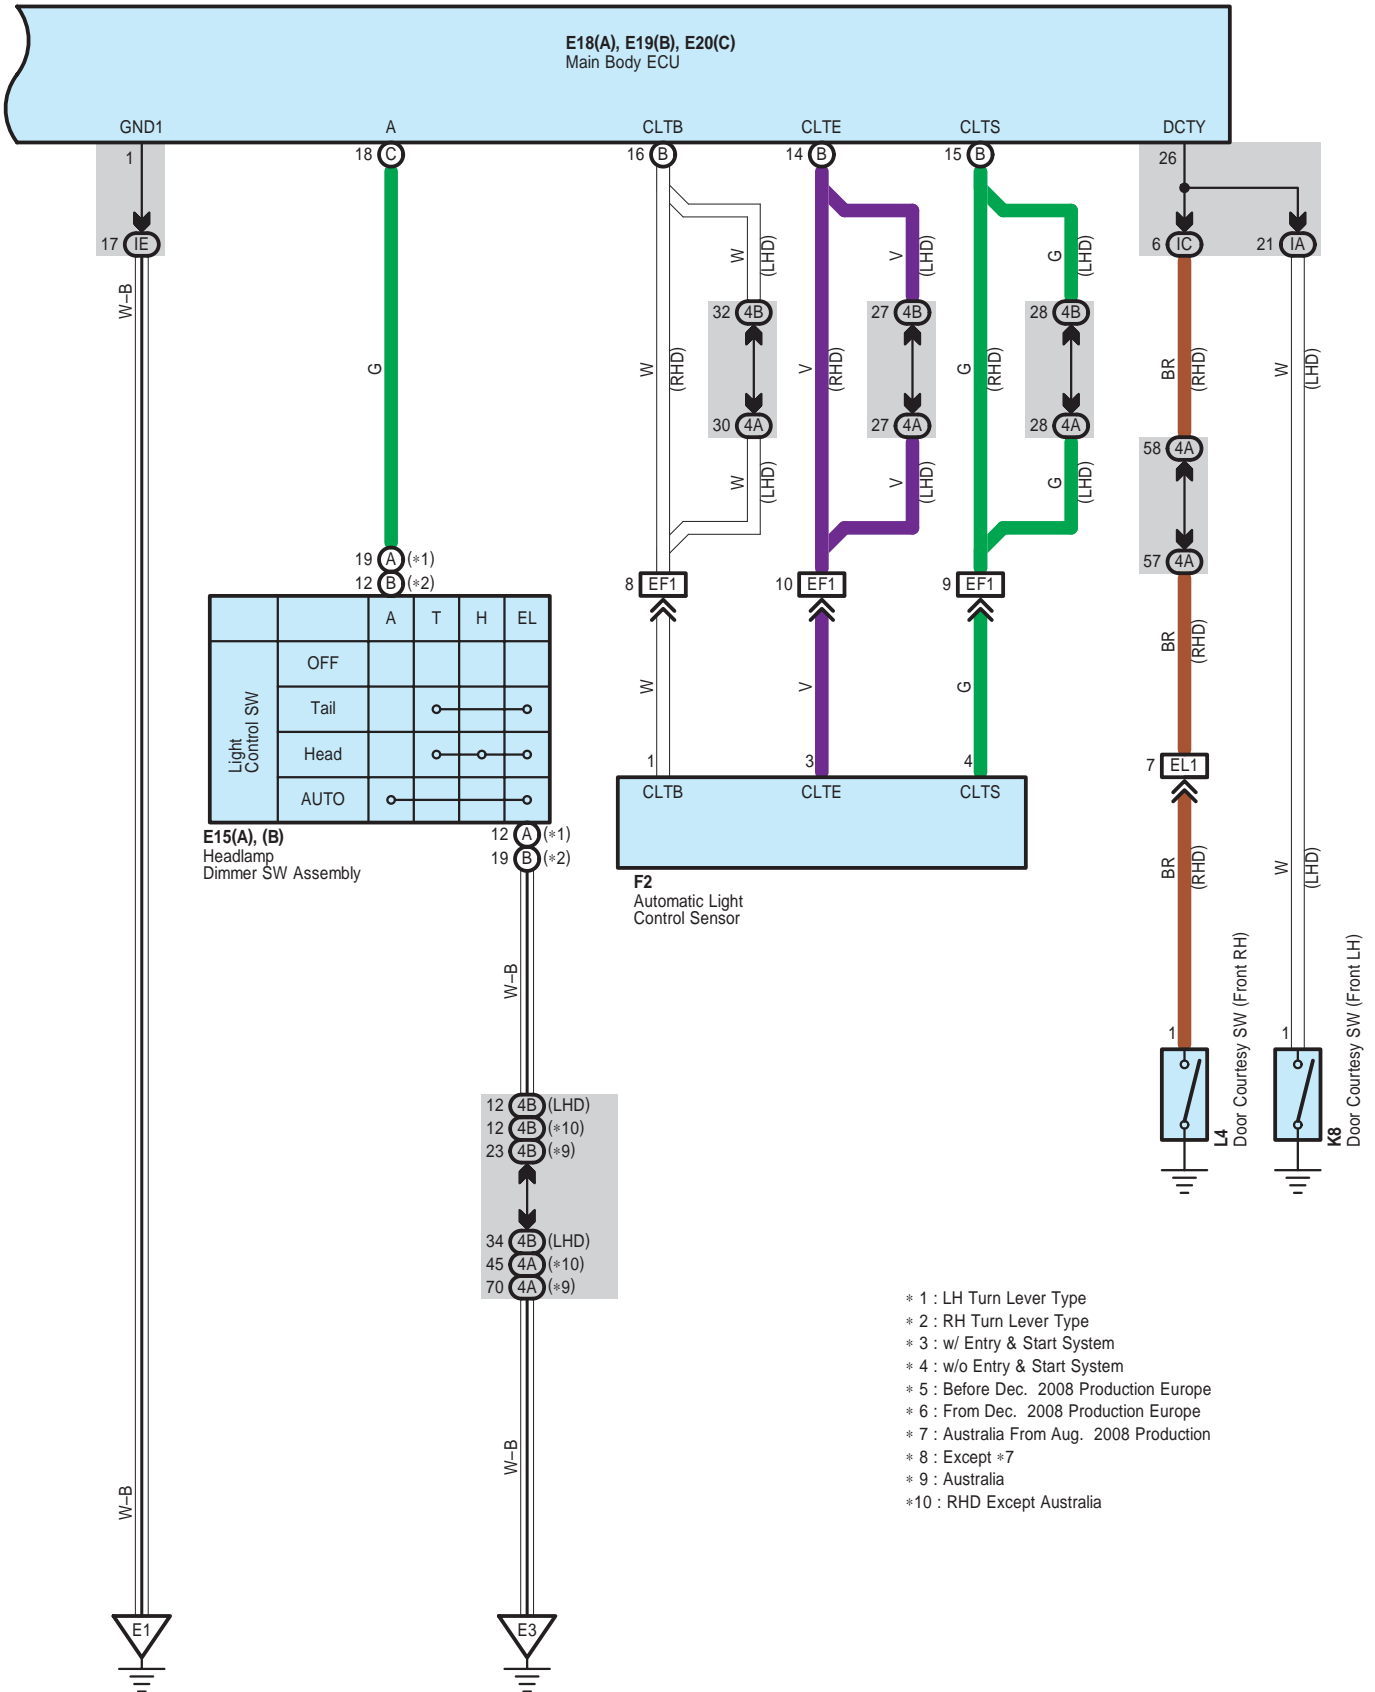 E18(A), E19(B), E20(C)
Main Body ECU
GND1 A CLTB CLTE CLTS DCTY
1 18 C 16 B 14 B 15 B 26
17 IE 6 IC 21 IA
W–B G
W (RHD) W (LHD) V (RHD) V (LHD) G (RHD) G (LHD) BR (RHD) W (LHD)
32 4B 27 4B 28 4B
30 4A 27 4A 28 4A
58 4A
57 4A
W (LHD) V (LHD) G (LHD)
19 A (*1)
12 B (*2)
8 EF1 10 EF1 9 EF1
A T H EL
Light Control SW
OFF
Tail
Head
AUTO
W V G BR (RHD)
1 3 4
7 EL1
CLTB CLTE CLTS
E15(A), (B)
Headlamp
Dimmer SW Assembly
12 A (*1)
19 B (*2)
F2
Automatic Light
Control Sensor
BR (RHD) W (LHD)
W–B
1 1
L4
Door Courtesy SW (Front RH)
K8
Door Courtesy SW (Front LH)
12 4B (LHD)
12 4B (*10)
23 4B (*9)
34 4B (LHD)
45 4A (*10)
70 4A (*9)
* 1 : LH Turn Lever Type
* 2 : RH Turn Lever Type
* 3 : w/ Entry & Start System
* 4 : w/o Entry & Start System
* 5 : Before Dec. 2008 Production Europe
* 6 : From Dec. 2008 Production Europe
* 7 : Australia From Aug. 2008 Production
* 8 : Except *7
* 9 : Australia
*10 : RHD Except Australia
W–B W–B
E1 E3